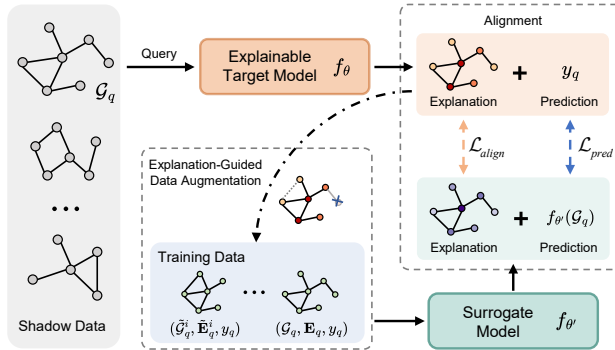 Query
Explainable
Target Model f_θ
Alignment
𝒢_q
Explanation + y_q
Prediction
ℒ_align
ℒ_pred
Explanation-Guided
Data Augmentation
+ f_θ′(𝒢_q)
Explanation
Prediction
Training Data
(𝒢̃_q^i, Ẽ_q^i, y_q) (𝒢_q, E_q, y_q)
Surrogate
Model f_θ′
Shadow Data